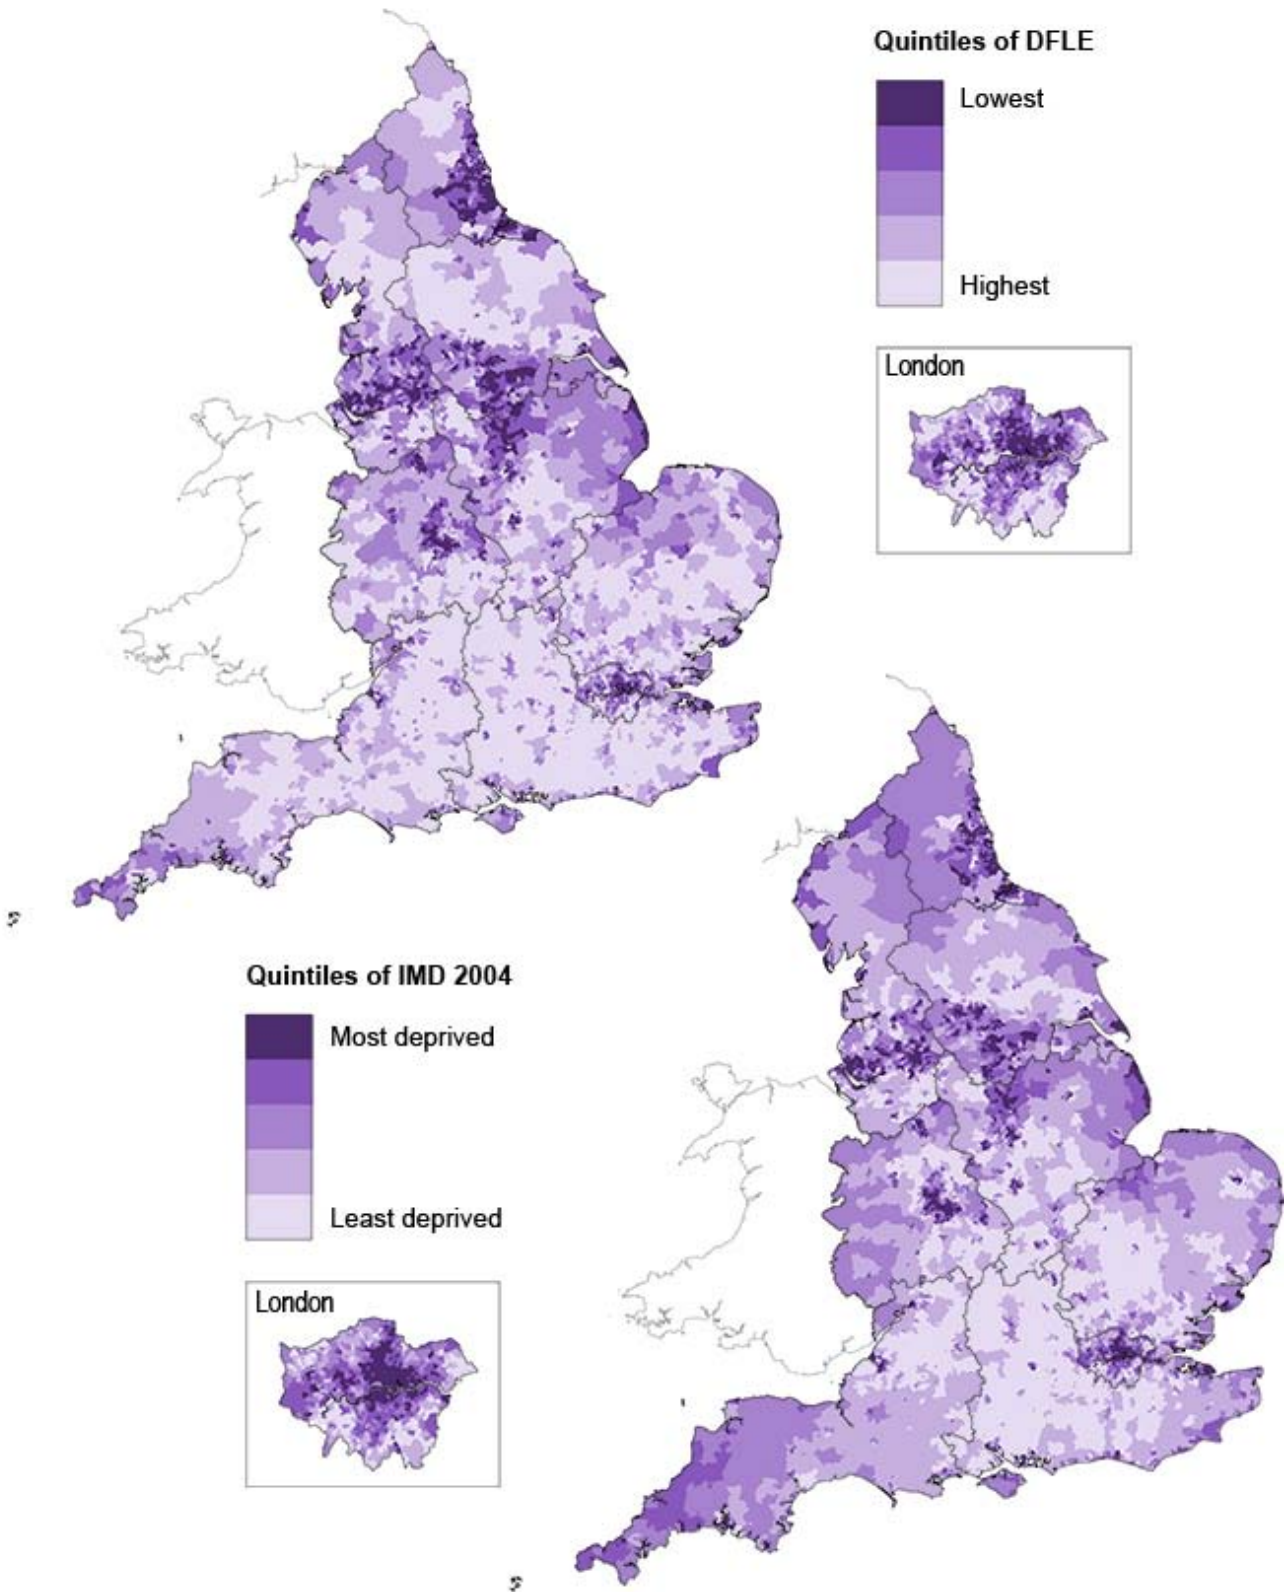 Quintiles of DFLE
Lowest
Highest
London
Quintiles of IMD 2004
Most deprived
Least deprived
London